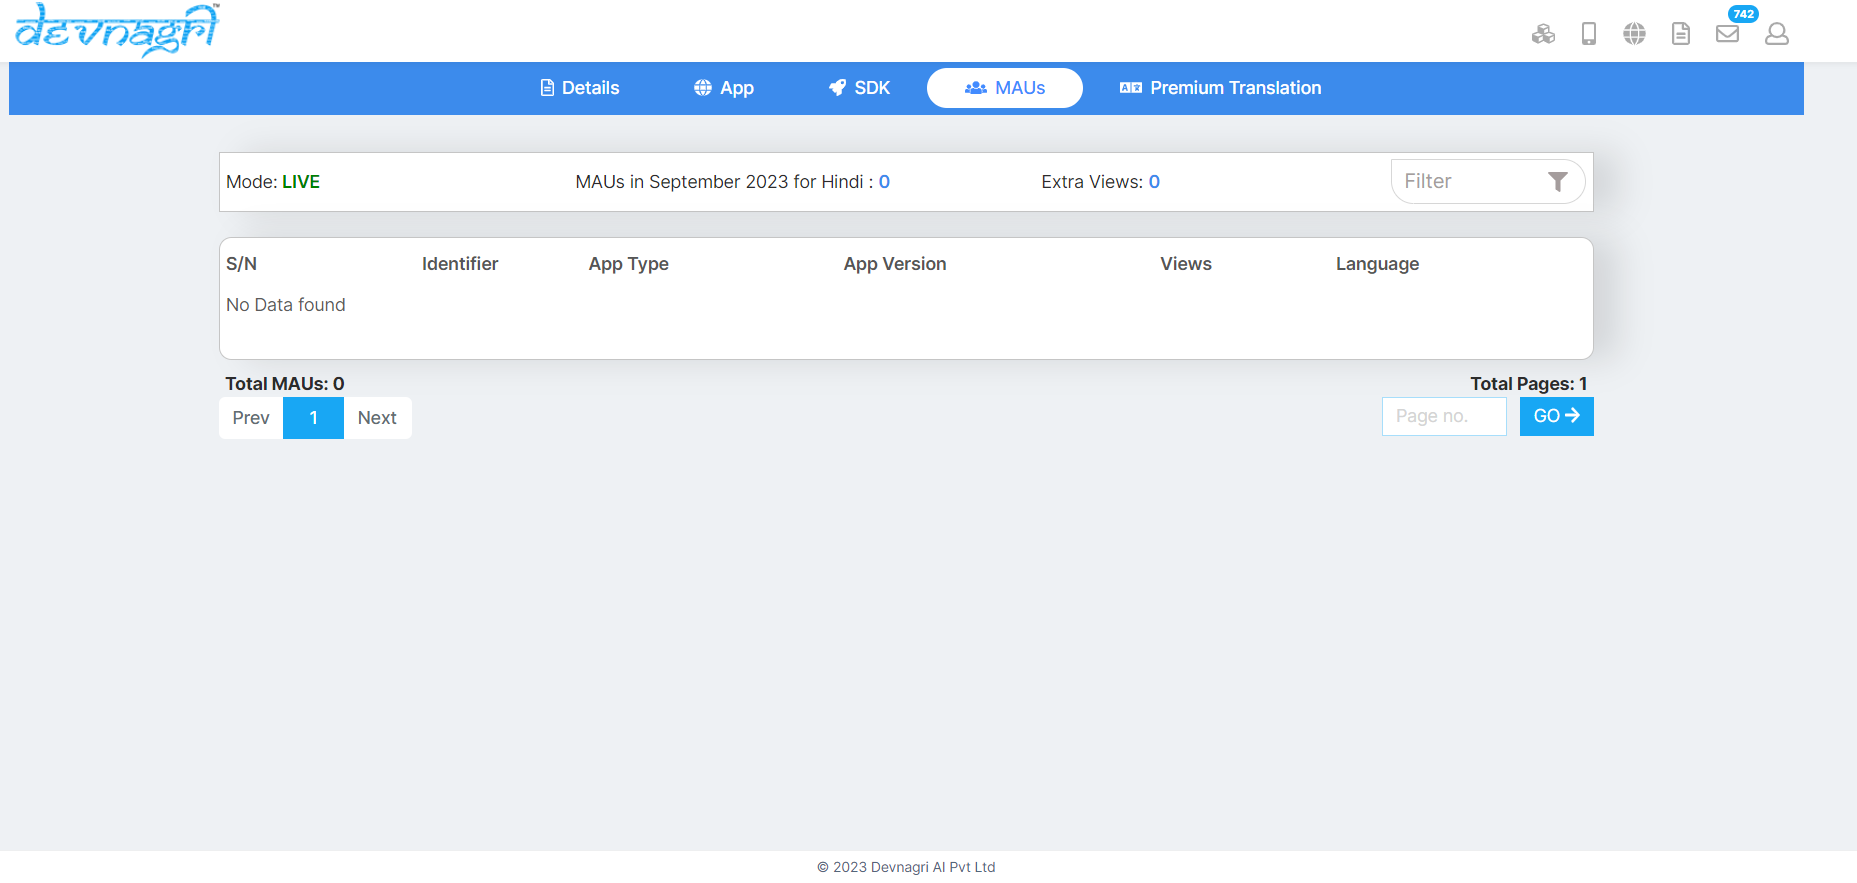 devnagri™
742
Details App SDK MAUs Premium Translation
Mode: LIVE MAUs in September 2023 for Hindi : 0 Extra Views: 0 Filter
S/N Identifier App Type App Version Views Language
No Data found
Total MAUs: 0 Total Pages: 1
Prev 1 Next Page no. GO
© 2023 Devnagri AI Pvt Ltd